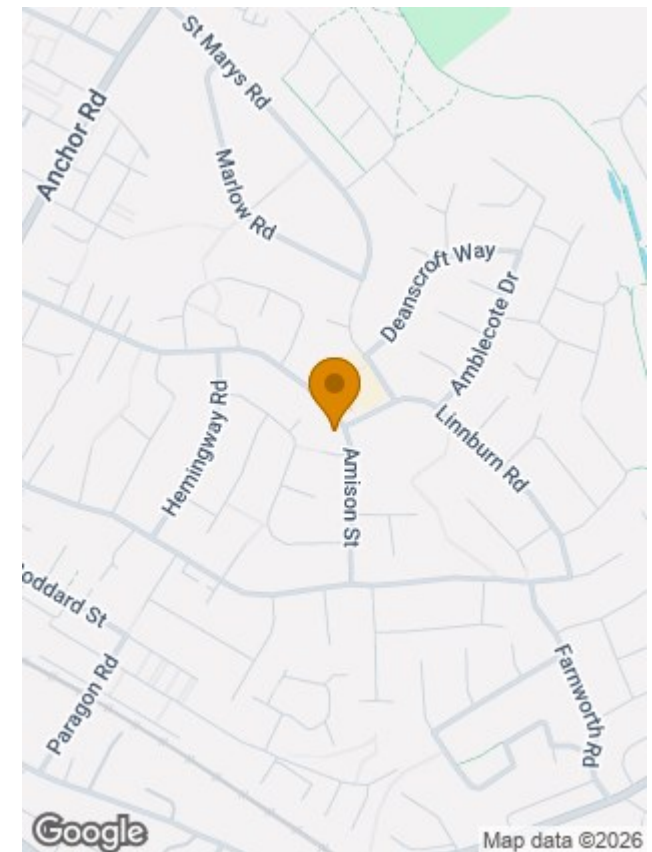 St Marys Rd
Anchor Rd
Marlow Rd
Deanscroft Way
Amblecote Dr
Hemingway Rd
Linnburn Rd
Amison St
oddard St
Paragon Rd
Farnworth Rd
Google
Map data ©2026